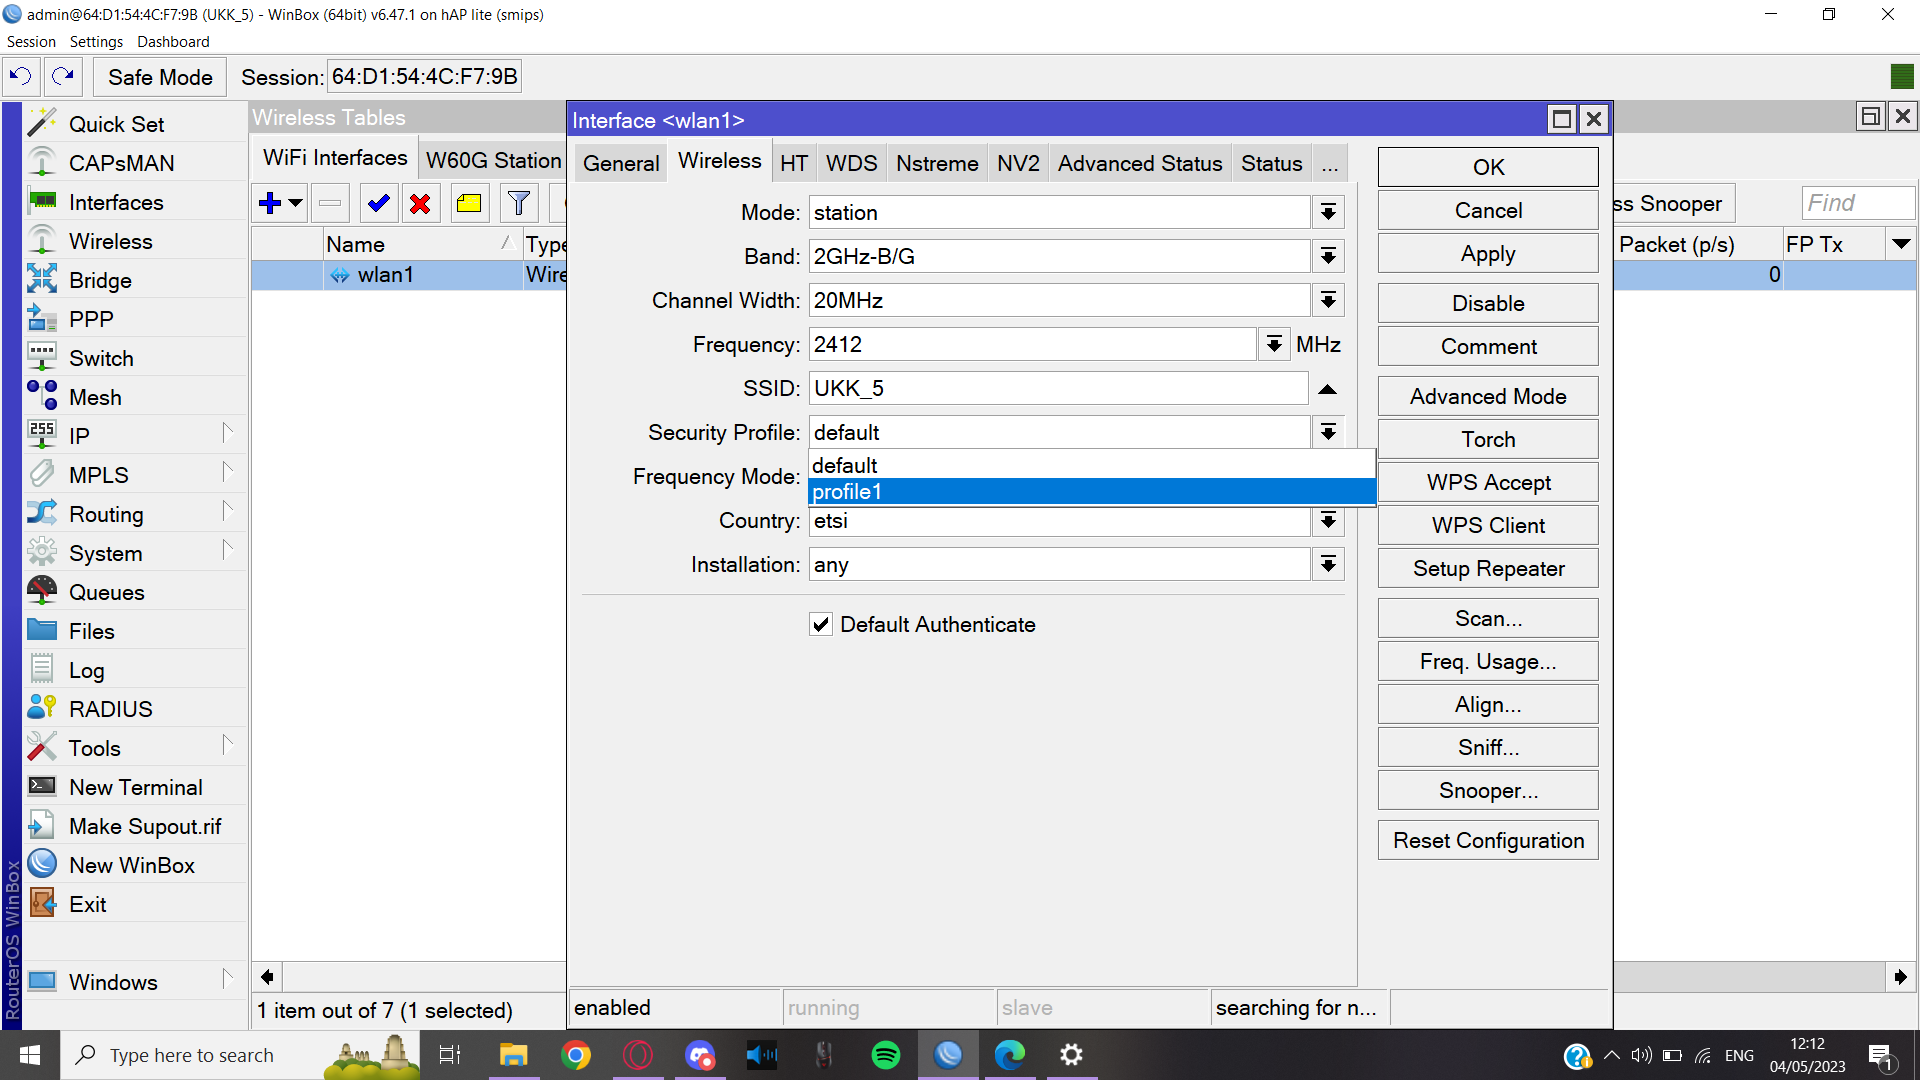 admin@64:D1:54:4C:F7:9B (UKK_5) - WinBox (64bit) v6.47.1 on hAP lite (smips)
Session Settings Dashboard
Safe Mode Session: 64:D1:54:4C:F7:9B
RouterOS WinBox
Quick Set
CAPsMAN
Interfaces
Wireless
Bridge
PPP
Switch
Mesh
IP
MPLS
Routing
System
Queues
Files
Log
RADIUS
Tools
New Terminal
Make Supout.rif
New WinBox
Exit
Windows
Wireless Tables
WiFi Interfaces W60G Station
ss Snooper Find
Name Type Packet (p/s) FP Tx
wlan1 Wire 0
1 item out of 7 (1 selected)
Interface <wlan1>
General Wireless HT WDS Nstreme NV2 Advanced Status Status ...
Mode: station
Band: 2GHz-B/G
Channel Width: 20MHz
Frequency: 2412 MHz
SSID: UKK_5
Security Profile: default
default
Frequency Mode:
profile1
Country: etsi
Installation: any
Default Authenticate
OK
Cancel
Apply
Disable
Comment
Advanced Mode
Torch
WPS Accept
WPS Client
Setup Repeater
Scan...
Freq. Usage...
Align...
Sniff...
Snooper...
Reset Configuration
enabled running slave searching for n...
Type here to search
ENG
12:12
04/05/2023
1